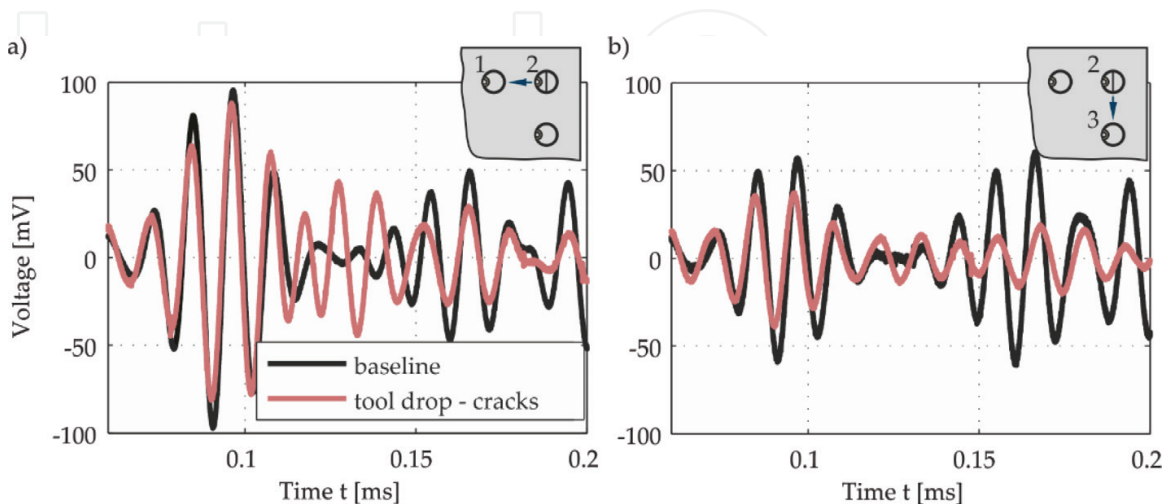 a)
1 2
100
50
0
-50
-100
Voltage [mV]
baseline
tool drop - cracks
0.1 0.15 0.2
Time t [ms]
b)
2
3
100
50
0
-50
-100
0.1 0.15 0.2
Time t [ms]